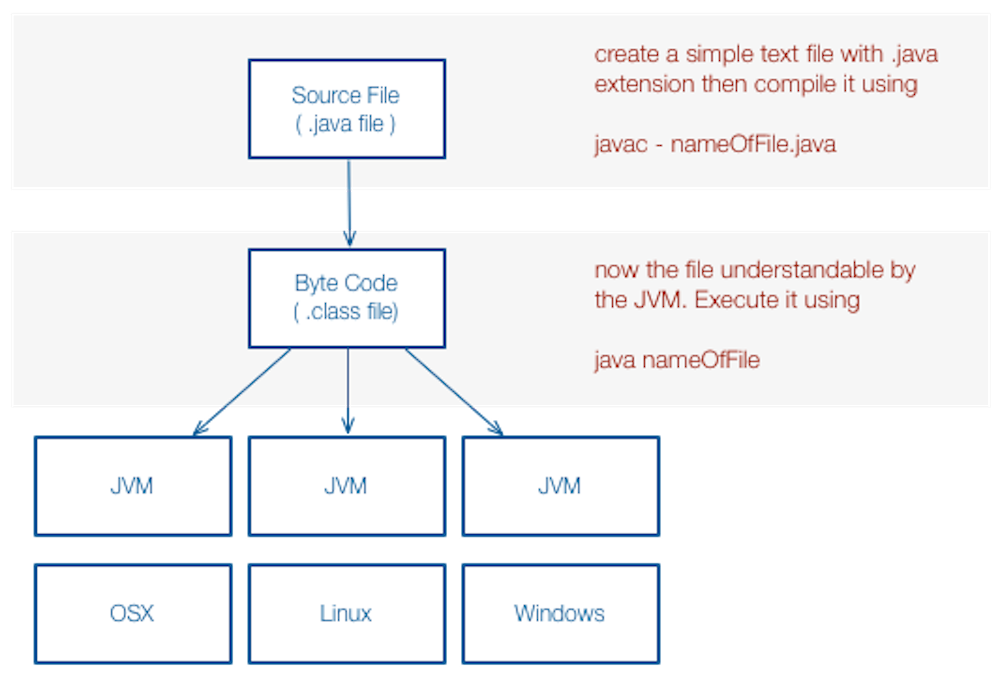 Source File
( .java file )
create a simple text file with .java
extension then compile it using
javac - nameOfFile.java
Byte Code
( .class file)
now the file understandable by
the JVM. Execute it using
java nameOfFile
JVM
JVM
JVM
OSX
Linux
Windows